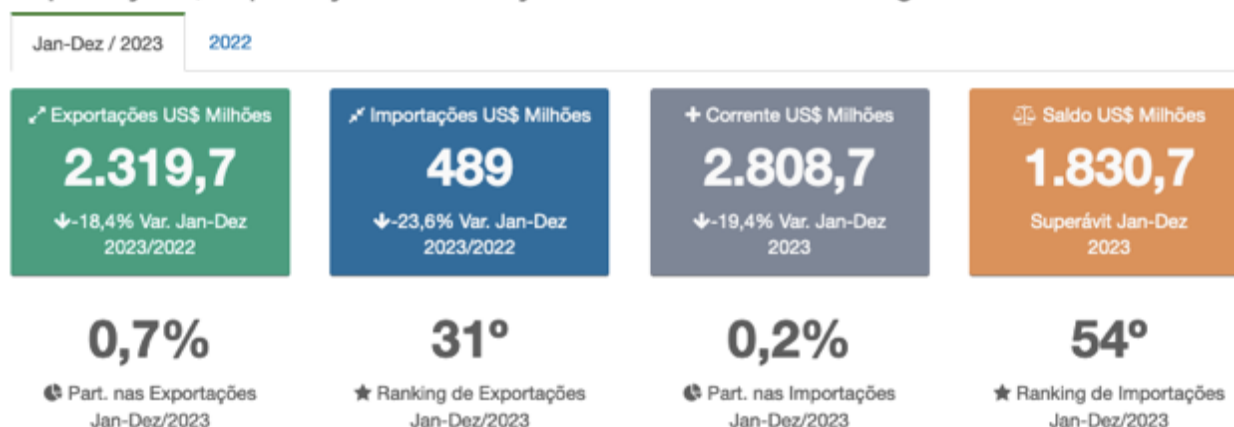 Jan-Dez / 2023
2022
Exportações US$ Milhões
2.319,7
-18,4% Var. Jan-Dez
2023/2022
Importações US$ Milhões
489
-23,6% Var. Jan-Dez
2023/2022
Corrente US$ Milhões
2.808,7
-19,4% Var. Jan-Dez
2023
Saldo US$ Milhões
1.830,7
Superávit Jan-Dez
2023
0,7%
Part. nas Exportações
Jan-Dez/2023
31º
Ranking de Exportações
Jan-Dez/2023
0,2%
Part. nas Importações
Jan-Dez/2023
54º
Ranking de Importações
Jan-Dez/2023